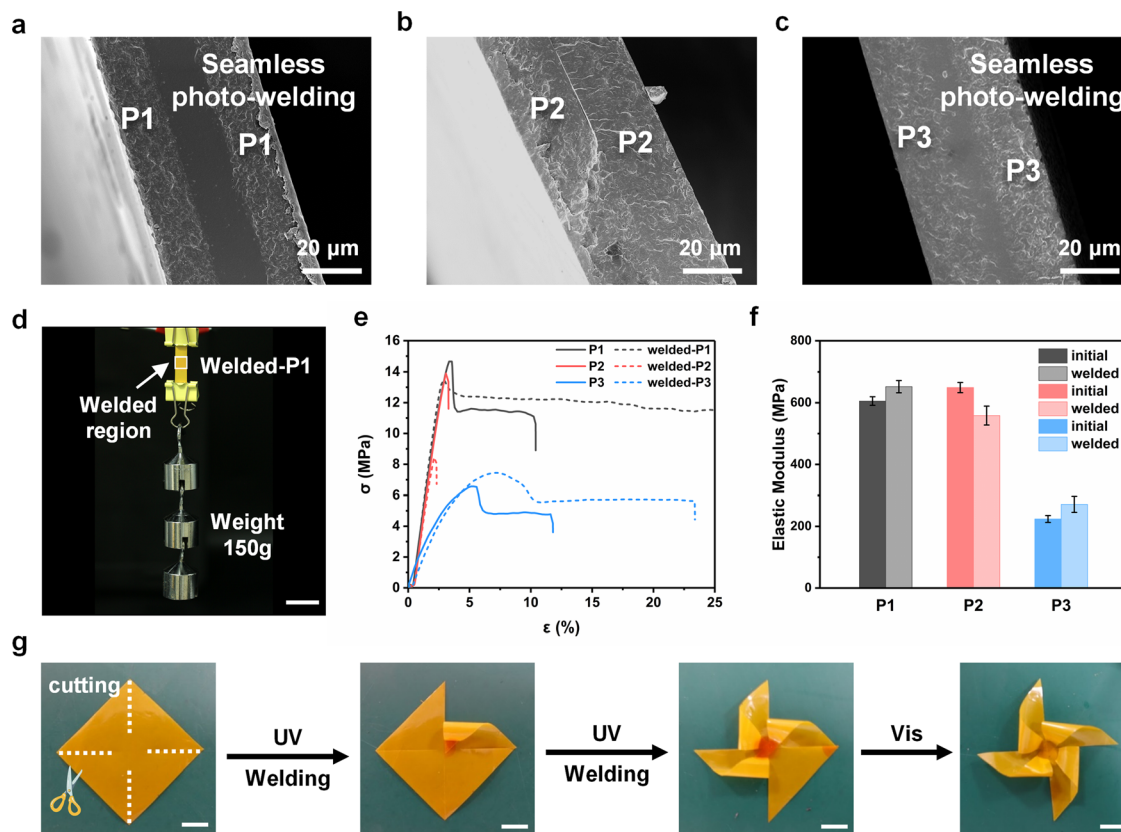 a
Seamless
photo-welding
P1
P1
20 μm
b
P2
P2
20 μm
c
Seamless
photo-welding
P3
P3
20 μm
d
Welded-P1
Welded
region
Weight
150g
e
16
14
12
10
8
6
4
2
0
σ (MPa)
P1
P2
P3
welded-P1
welded-P2
welded-P3
0 5 10 15 20 25
ε (%)
f
800
600
400
200
0
Elastic Modulus (MPa)
initial
welded
initial
welded
initial
welded
P1 P2 P3
g
cutting
UV
Welding
UV
Welding
Vis